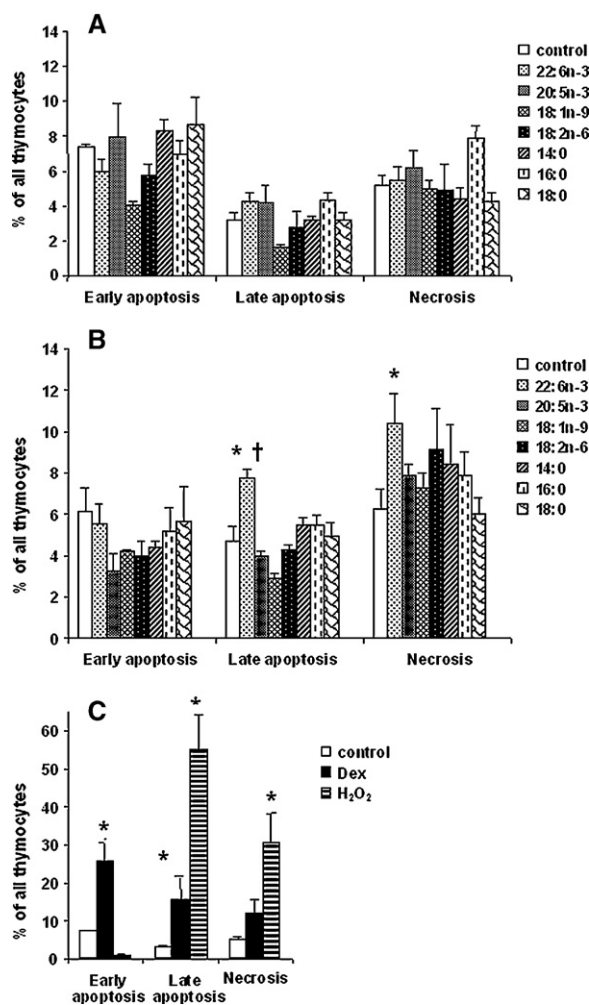 A
% of all thymocytes
14
12
10
8
6
4
2
0
Early apoptosis Late apoptosis Necrosis
control
22:6n-3
20:5n-3
18:1n-9
18:2n-6
14:0
16:0
18:0
B
% of all thymocytes
14
12
10
8
6
4
2
0
* † *
Early apoptosis Late apoptosis Necrosis
control
22:6n-3
20:5n-3
18:1n-9
18:2n-6
14:0
16:0
18:0
C
% of all thymocytes
60
50
40
30
20
10
0
* * * *
Early apoptosis
Late apoptosis
Necrosis
control
Dex
H₂O₂